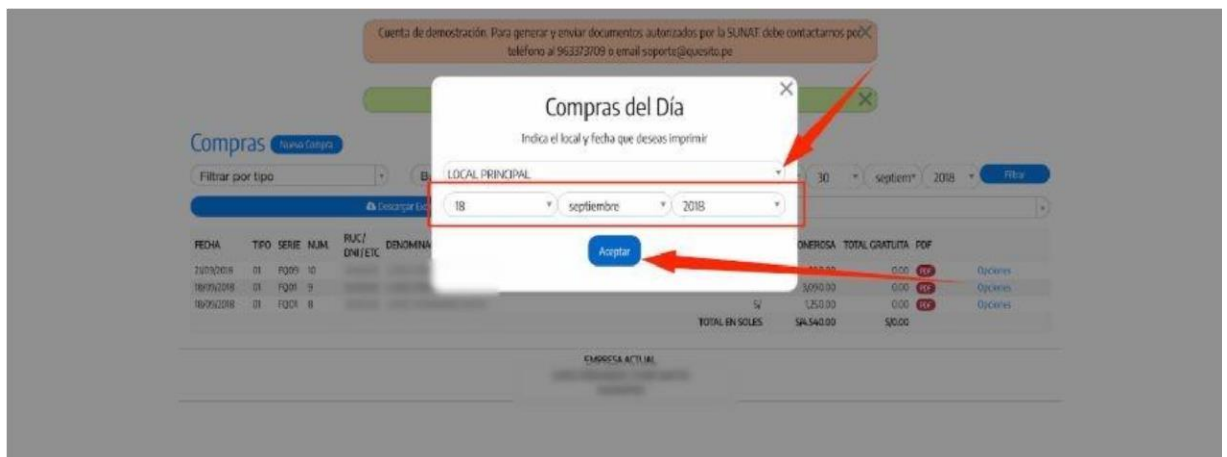 Cuenta de demostración. Para generar y enviar documentos autorizados por la SUNAT debe contactarnos por
teléfono al 963373709 o email soporte@quesito.pe
Compras del Día
Indica el local y fecha que deseas imprimir
Compras Nueva Compra
LOCAL PRINCIPAL
Filtrar por tipo 30 septiem 2018 Filtrar
18 septiembre 2018
Descargar
Aceptar
FECHA TIPO SERIE NUM. RUC/ DNI/ETC DENOMINA ONEROSA TOTAL GRATUITA PDF
21/09/2018 01 FQ09 10 0.00 PDF Opciones
18/09/2018 01 FQ01 9 3,090.00 0.00 PDF Opciones
18/09/2018 01 FQ01 8 S/ 1,250.00 0.00 PDF Opciones
TOTAL EN SOLES S/4,540.00 S/0.00
EMPRESA ACTUAL